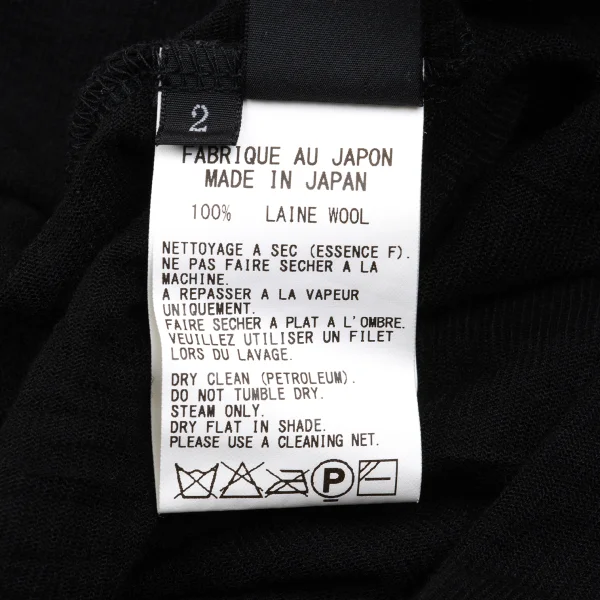 2
FABRIQUE AU JAPON
MADE IN JAPAN
100% LAINE WOOL
NETTOYAGE A SEC (ESSENCE F).
NE PAS FAIRE SECHER A LA
MACHINE.
A REPASSER A LA VAPEUR
UNIQUEMENT.
FAIRE SECHER A PLAT A L'OMBRE.
VEUILLEZ UTILISER UN FILET
LORS DU LAVAGE.
DRY CLEAN (PETROLEUM).
DO NOT TUMBLE DRY.
STEAM ONLY.
DRY FLAT IN SHADE.
PLEASE USE A CLEANING NET.
P